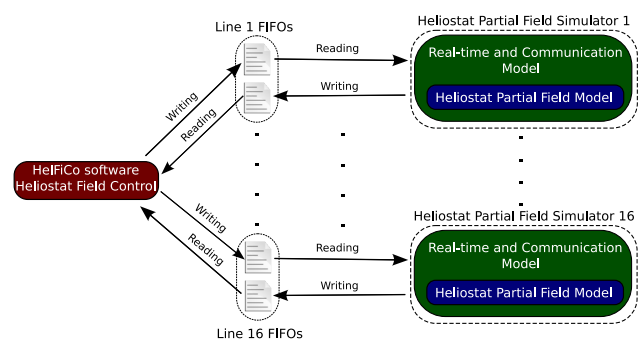 Line 1 FIFOs
Heliostat Partial Field Simulator 1
Reading
Real-time and Communication
Model
Writing
Heliostat Partial Field Model
Writing
Reading
HelFiCo software
Heliostat Field Control
Writing
Reading
Heliostat Partial Field Simulator 16
Reading
Real-time and Communication
Model
Writing
Heliostat Partial Field Model
Line 16 FIFOs